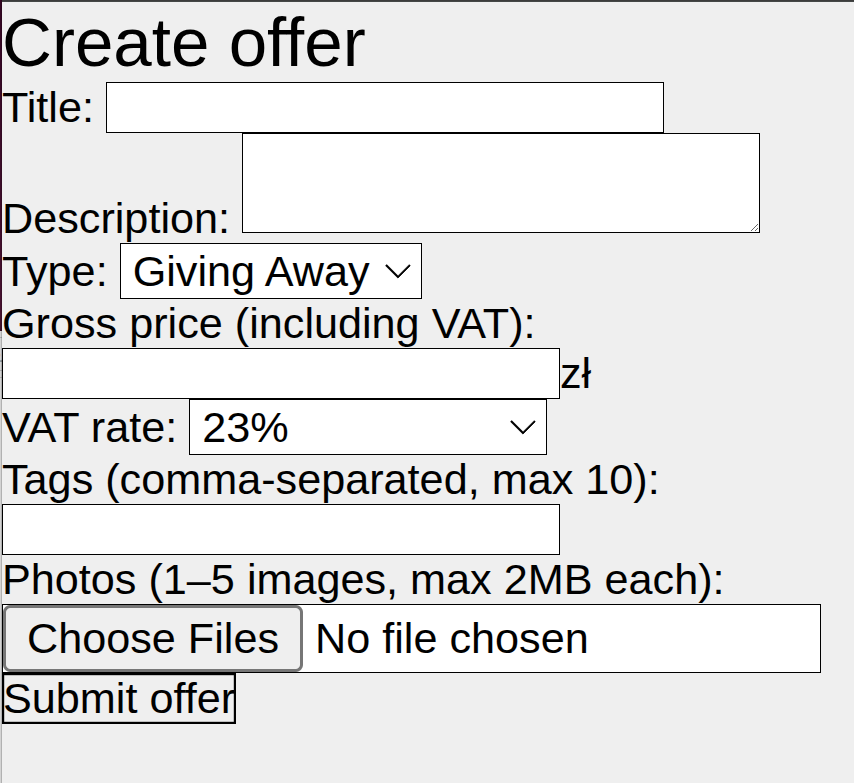 Create offer
Title:
Description:
Type: Giving Away
Gross price (including VAT):
zł
VAT rate: 23%
Tags (comma-separated, max 10):
Photos (1–5 images, max 2MB each):
Choose Files No file chosen
Submit offer